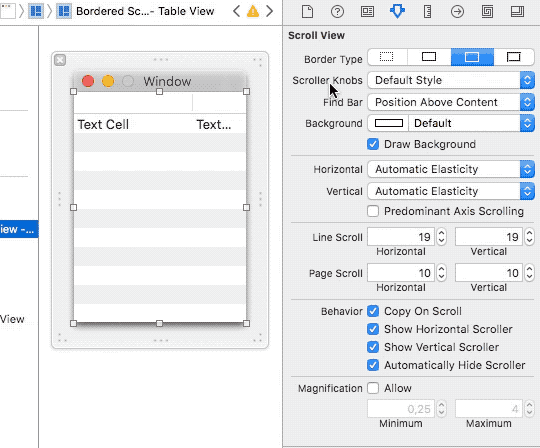 Bordered Sc...- Table View
Scroll View
Border Type
Scroller Knobs Default Style
Find Bar Position Above Content
Background Default
Draw Background
Horizontal Automatic Elasticity
Vertical Automatic Elasticity
Predominant Axis Scrolling
Line Scroll 19 19
Horizontal Vertical
Page Scroll 10 10
Horizontal Vertical
Behavior Copy On Scroll
Show Horizontal Scroller
Show Vertical Scroller
Automatically Hide Scroller
Magnification Allow
0,25 4
Minimum Maximum
Window
Text Cell Text...
iew -...
View